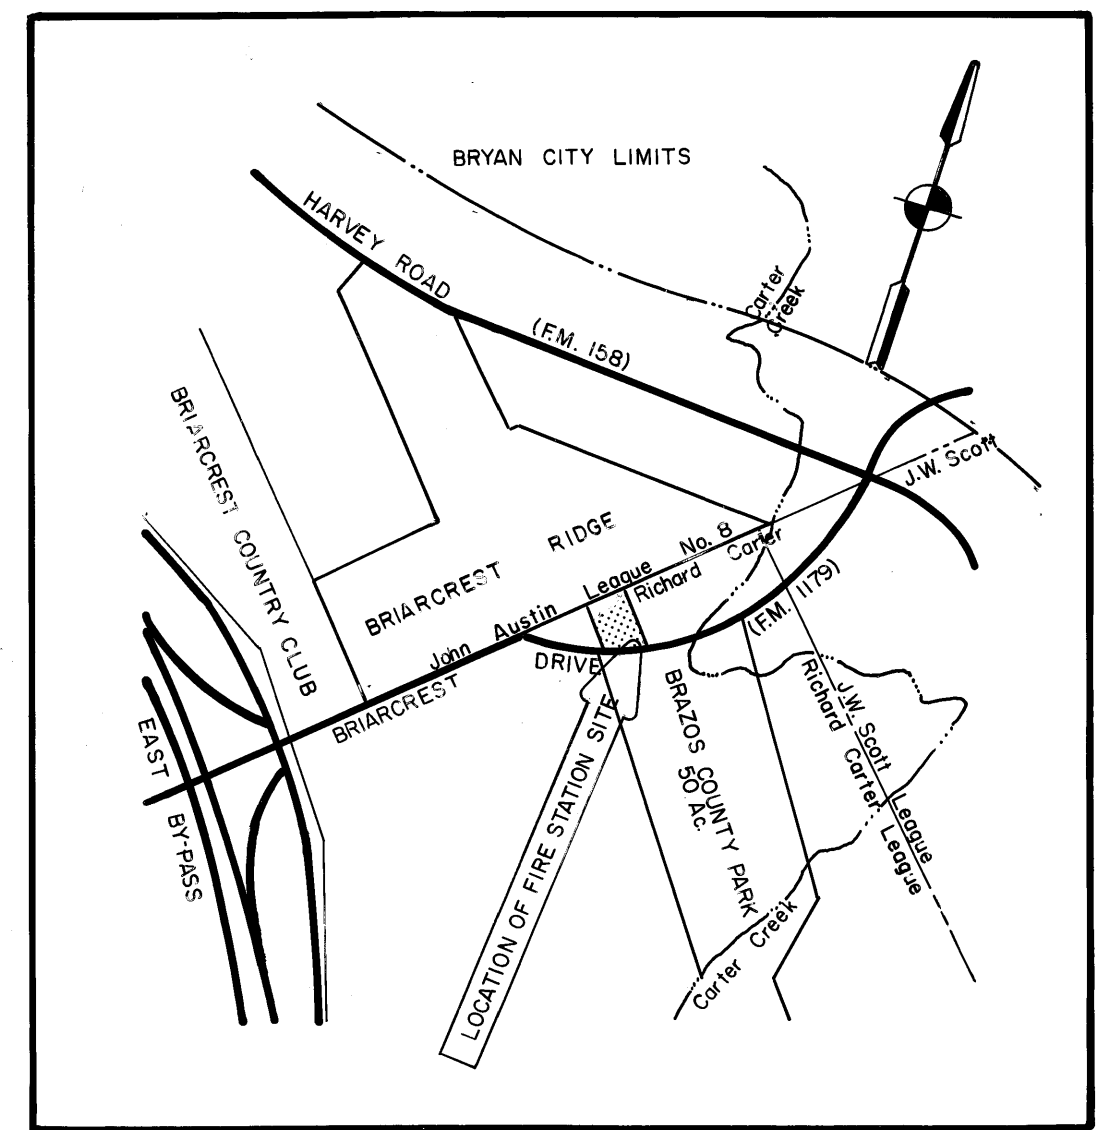 BRYAN CITY LIMITS
HARVEY ROAD
(F.M. 158)
Carter
Creek
J.W. Scott
BRIARCREST COUNTRY CLUB
BRIARCREST RIDGE
John Austin League No. 8
Richard Carter
BRIARCREST DRIVE
(F.M. 1179)
EAST BY-PASS
LOCATION OF FIRE STATION SITE
BRAZOS COUNTY PARK
50 Ac.
J.W. Scott League
Richard Carter League
Carter Creek